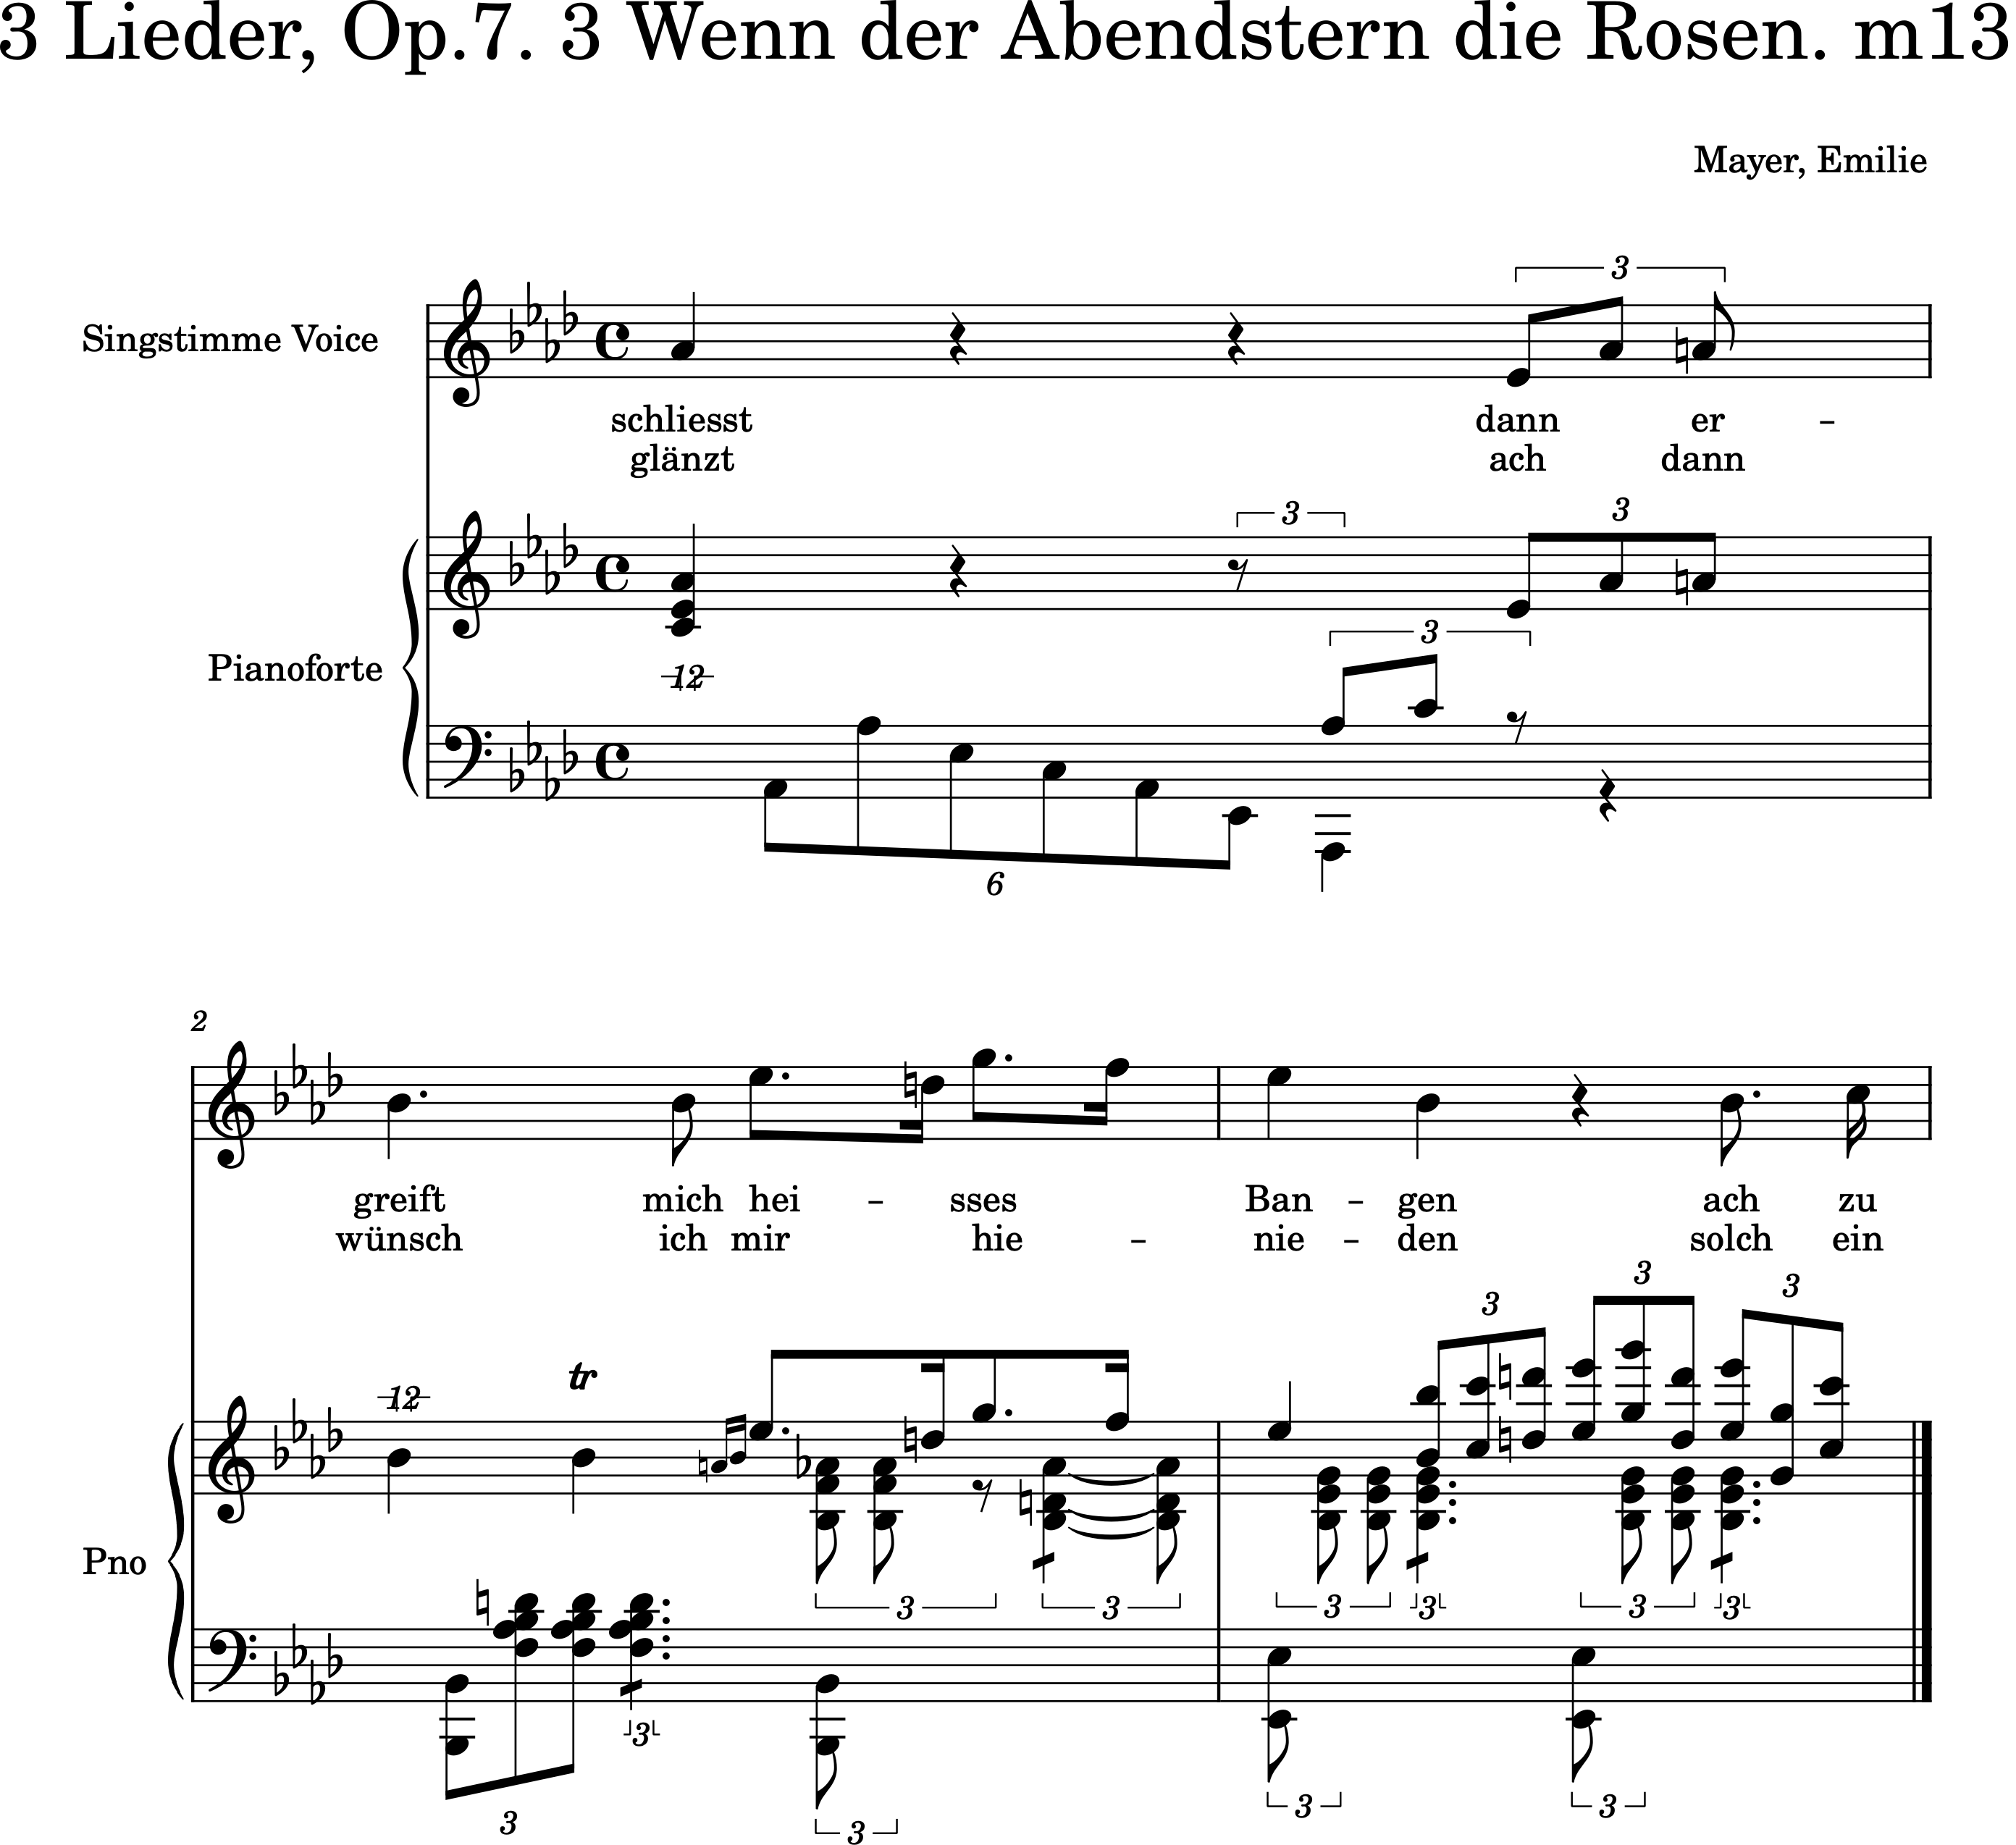 3 Lieder, Op.7. 3 Wenn der Abendstern die Rosen. m13
Mayer, Emilie
3
Singstimme Voice
schliesst dann er –
glänzt ach dann
3 3
3
Pianoforte
12
6
2
greift mich hei – sses Ban – gen ach zu
wünsch ich mir hie – nie – den solch ein
3 3 3
12 tr
Pno
3 3 3 3 3 3
3
3 3 3 3